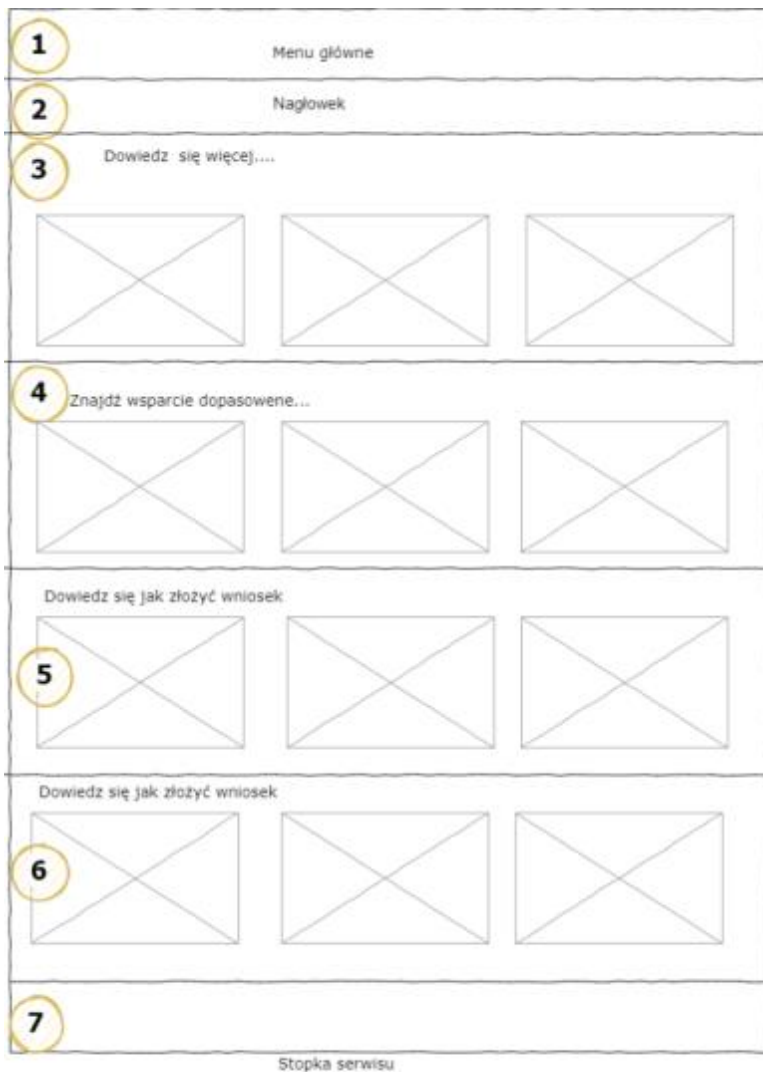 1
Menu główne
2
Nagłowek
3
Dowiedz się więcej....
4
Znajdź wsparcie dopasowene...
Dowiedz się jak złożyć wniosek
5
Dowiedz się jak złożyć wniosek
6
7
Stopka serwisu